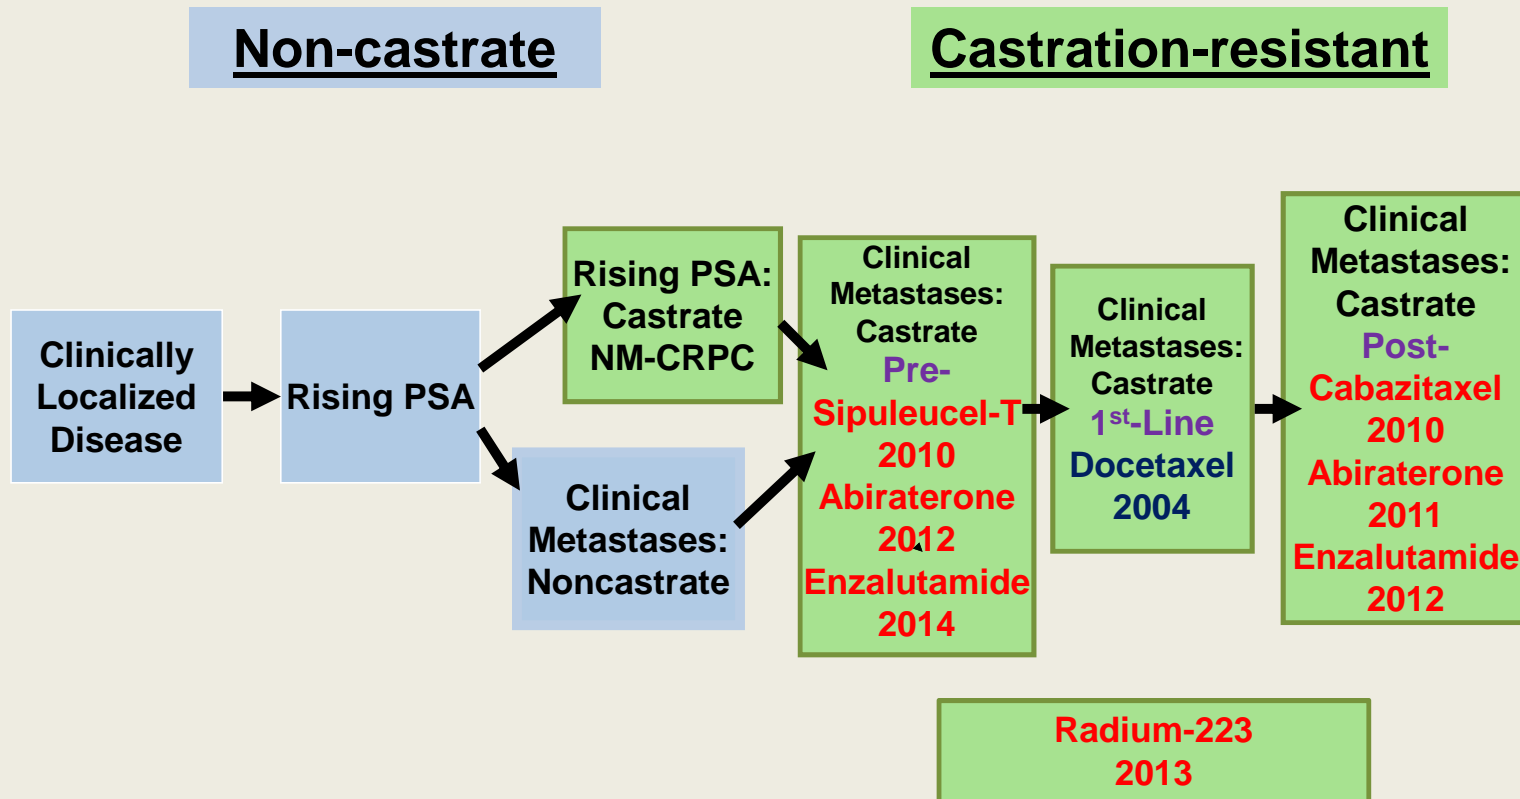 Non-castrate
Castration-resistant
Clinically
Localized
Disease
Rising PSA
Rising PSA:
Castrate
NM-CRPC
Clinical
Metastases:
Noncastrate
Clinical
Metastases:
Castrate
Pre-
Sipuleucel-T
2010
Abiraterone
2012
Enzalutamide
2014
Clinical
Metastases:
Castrate
1st-Line
Docetaxel
2004
Clinical
Metastases:
Castrate
Post-
Cabazitaxel
2010
Abiraterone
2011
Enzalutamide
2012
Radium-223
2013